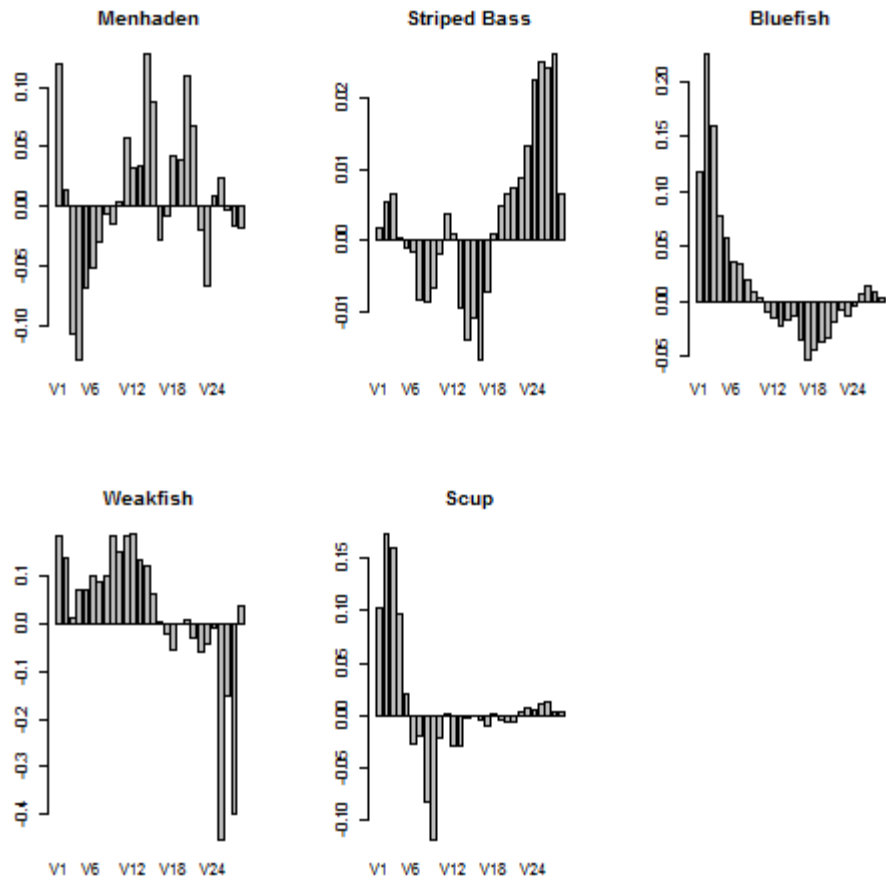 Menhaden
0.10
0.05
0.00
-0.05
-0.10
V1 V6 V12 V18 V24
Striped Bass
0.02
0.01
0.00
-0.01
V1 V6 V12 V18 V24
Bluefish
0.20
0.15
0.10
0.05
0.00
-0.05
V1 V6 V12 V18 V24
Weakfish
0.1
0.0
-0.1
-0.2
-0.3
-0.4
V1 V6 V12 V18 V24
Scup
0.15
0.10
0.05
0.00
-0.05
-0.10
V1 V6 V12 V18 V24